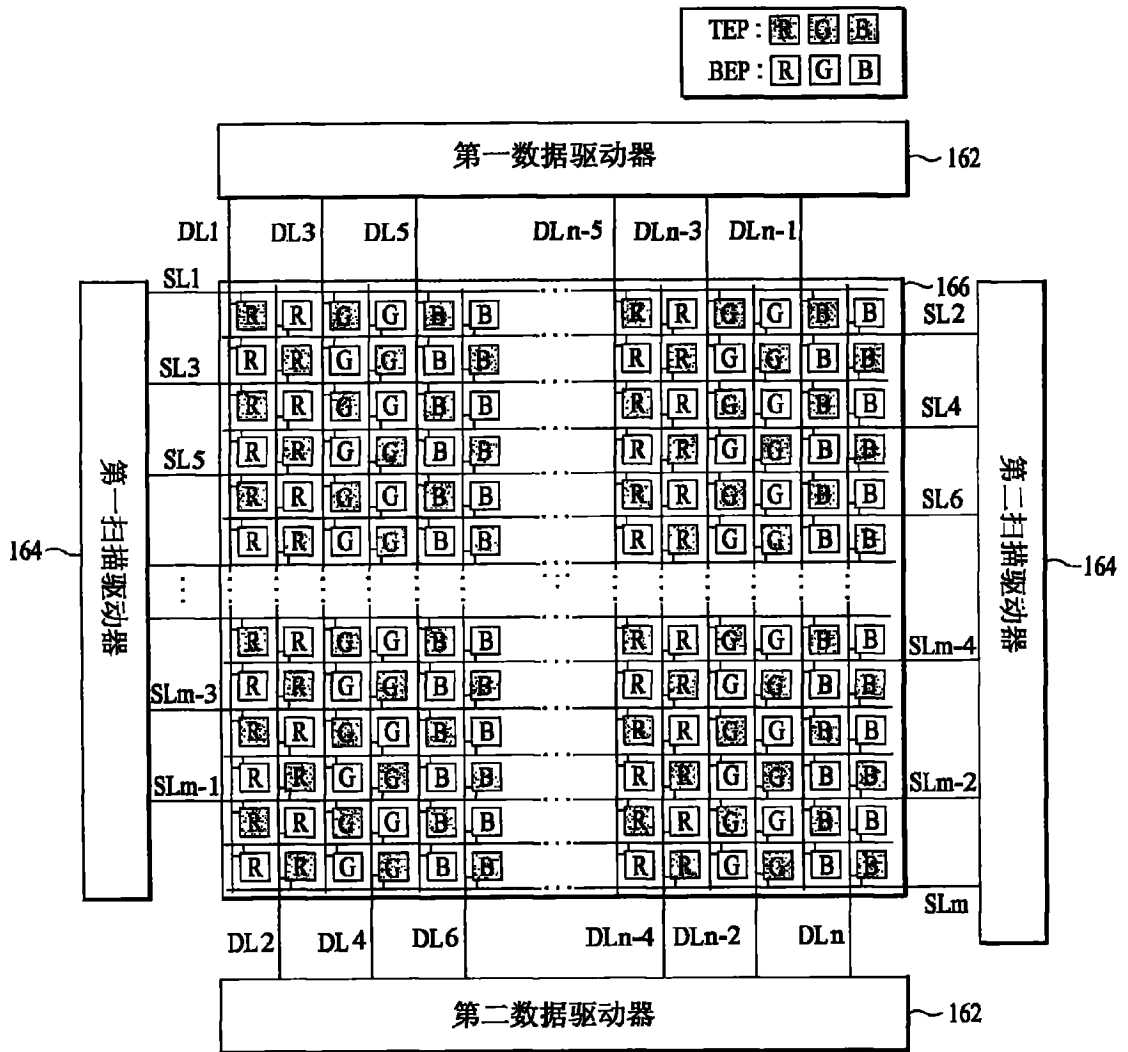 TEP : R G B
BEP : R G B
第一数据驱动器
162
DL1 DL3 DL5 DLn-5 DLn-3 DLn-1
SL1
166
R R G G B B ... R R G G B B
SL2
R R G G B B R R G G B B
SL3
R R G G B B R R G G B B
SL4
R R G G B B R R G G B B
SL5
R R G G B B R R G G B B
SL6
R R G G B B R R G G B B
第一扫描驱动器
164
第二扫描驱动器
164
R R G G B B R R G G B B
SLm-4
R R G G B B R R G G B B
SLm-3
R R G G B B R R G G B B
R R G G B B R R G G B B
SLm-1
SLm-2
R R G G B B R R G G B B
R R G G B B R R G G B B
SLm
DL2 DL4 DL6 DLn-4 DLn-2 DLn
第二数据驱动器
162